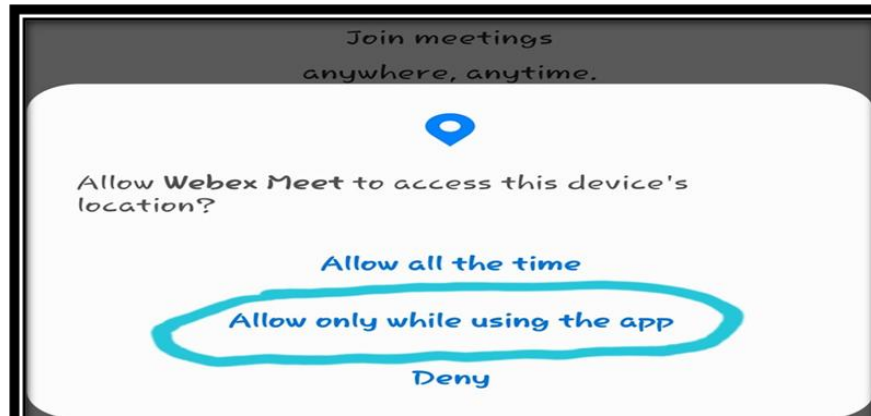 Join meetings
anywhere, anytime.
Allow Webex Meet to access this device's
location?
Allow all the time
Allow only while using the app
Deny